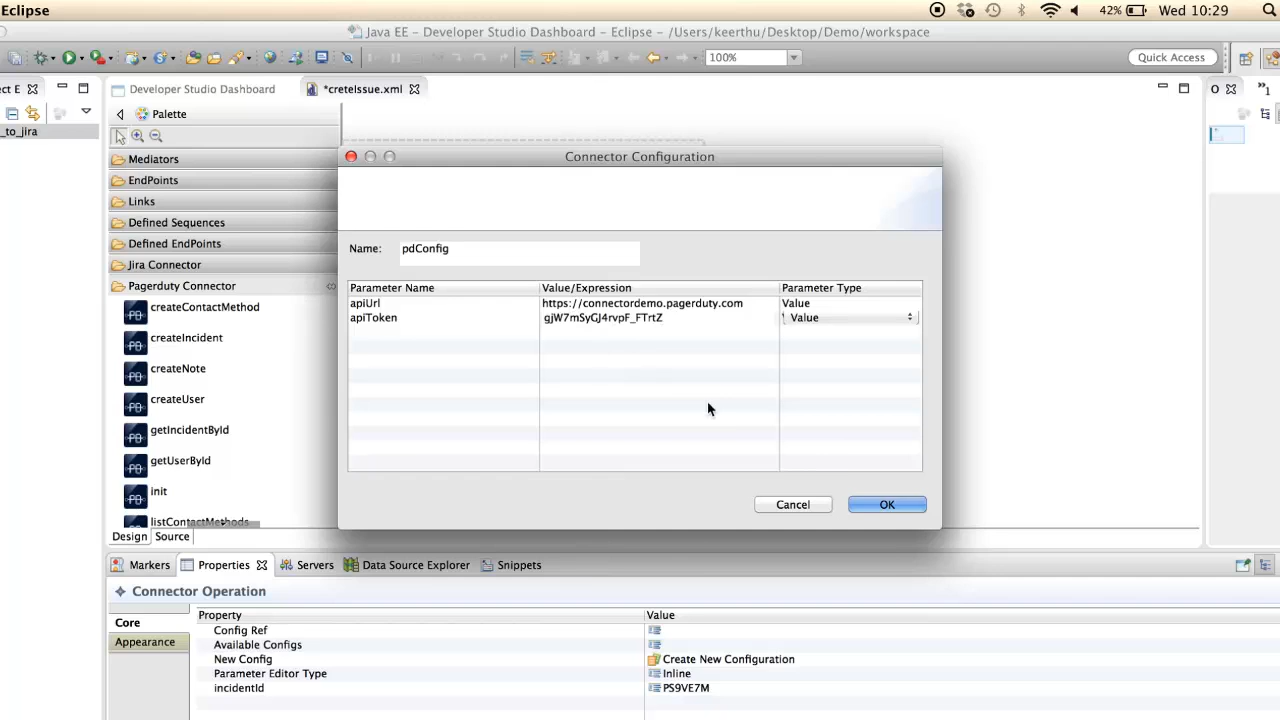 Eclipse
42%
Wed 10:29
Java EE - Developer Studio Dashboard - Eclipse - /Users/keerthu/Desktop/Demo/workspace
100%
Quick Access
ct E
Developer Studio Dashboard
*creteIssue.xml
O
»1
_to_jira
Palette
Mediators
EndPoints
Links
Defined Sequences
Defined EndPoints
Jira Connector
Pagerduty Connector
createContactMethod
createIncident
createNote
createUser
getIncidentById
getUserById
init
listContactMethods
Design
Source
Connector Configuration
Name:
pdConfig
Parameter Name
Value/Expression
Parameter Type
apiUrl
https://connectordemo.pagerduty.com
Value
apiToken
gjW7mSyGJ4rvpF_FTrtZ
Value
Cancel
OK
Markers
Properties
Servers
Data Source Explorer
Snippets
Connector Operation
Core
Appearance
Property
Value
Config Ref
Available Configs
New Config
Create New Configuration
Parameter Editor Type
Inline
incidentId
PS9VE7M